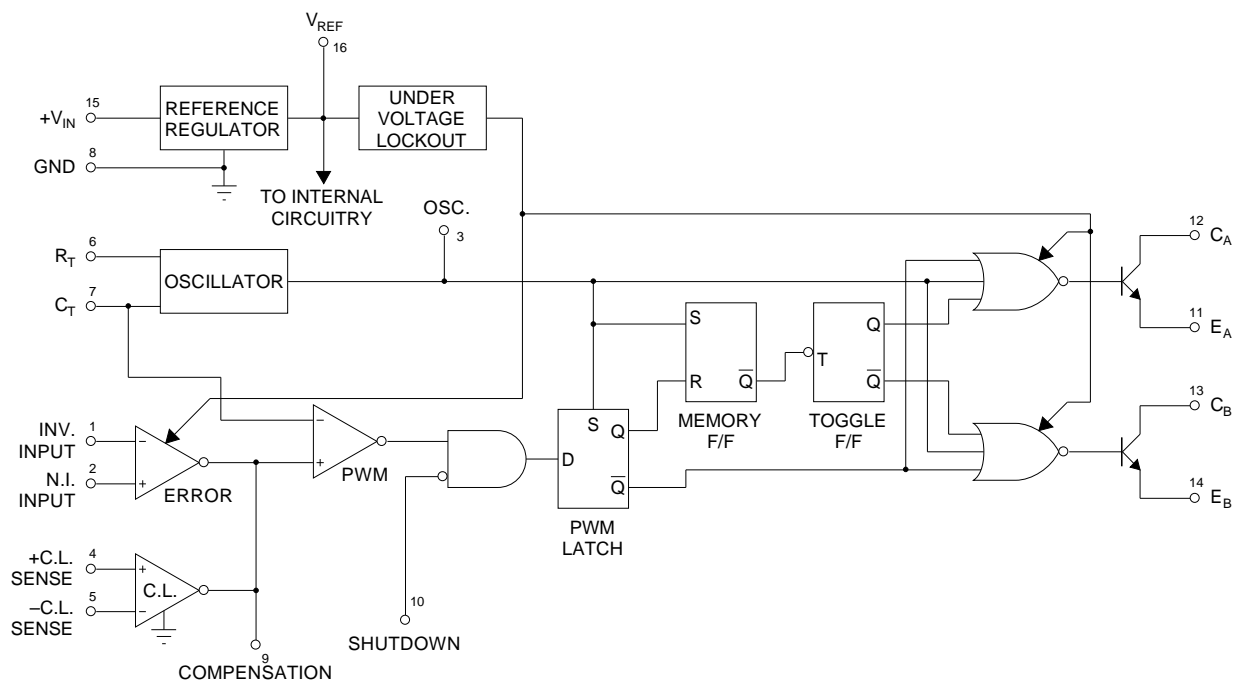 VREF
16
15
+VIN
REFERENCE
REGULATOR
UNDER
VOLTAGE
LOCKOUT
8
GND
TO INTERNAL
CIRCUITRY
OSC.
3
6
RT
7
CT
OSCILLATOR
12
CA
11
EA
S
R
Q̅
MEMORY
F/F
T
Q
Q̅
TOGGLE
F/F
13
CB
14
EB
1
INV.
INPUT
2
N.I.
INPUT
−
+
ERROR
−
+
PWM
S
D
Q
Q̅
PWM
LATCH
4
+C.L.
SENSE
5
–C.L.
SENSE
+
−
C.L.
10
SHUTDOWN
9
COMPENSATION